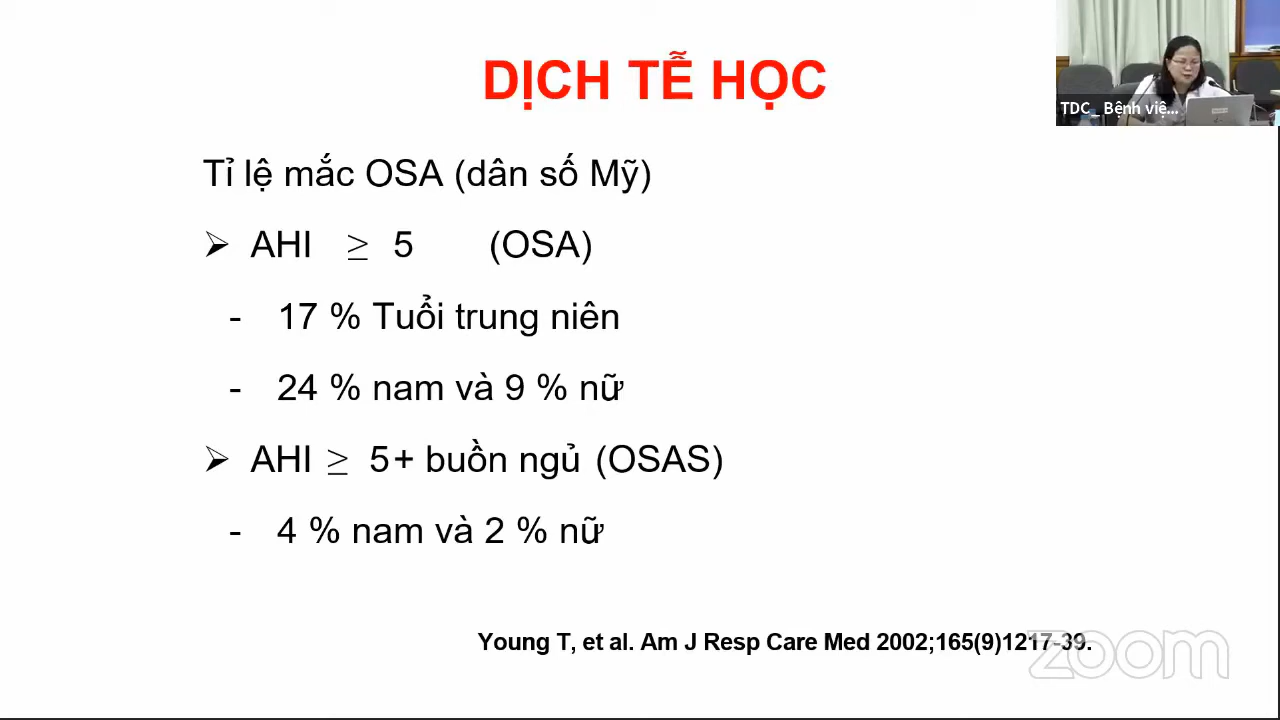 DỊCH TỄ HỌC
TDC_ Bệnh việ...
Tỉ lệ mắc OSA (dân số Mỹ)
➢ AHI ≥ 5 (OSA)
- 17 % Tuổi trung niên
- 24 % nam và 9 % nữ
➢ AHI ≥ 5+ buồn ngủ (OSAS)
- 4 % nam và 2 % nữ
Young T, et al. Am J Resp Care Med 2002;165(9)1217-39.
zoom